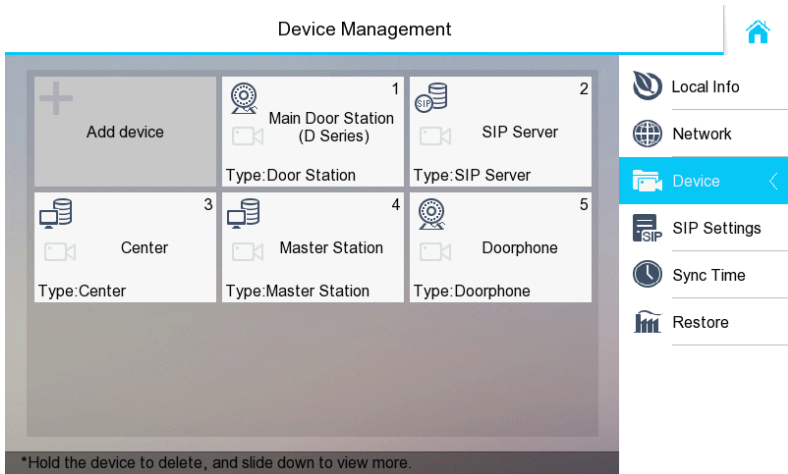 Device Management
Add device
1
Main Door Station
(D Series)
Type:Door Station
2
SIP
SIP Server
Type:SIP Server
3
Center
Type:Center
4
Master Station
Type:Master Station
5
Doorphone
Type:Doorphone
*Hold the device to delete, and slide down to view more.
Local Info
Network
Device
SIP
SIP Settings
Sync Time
Restore